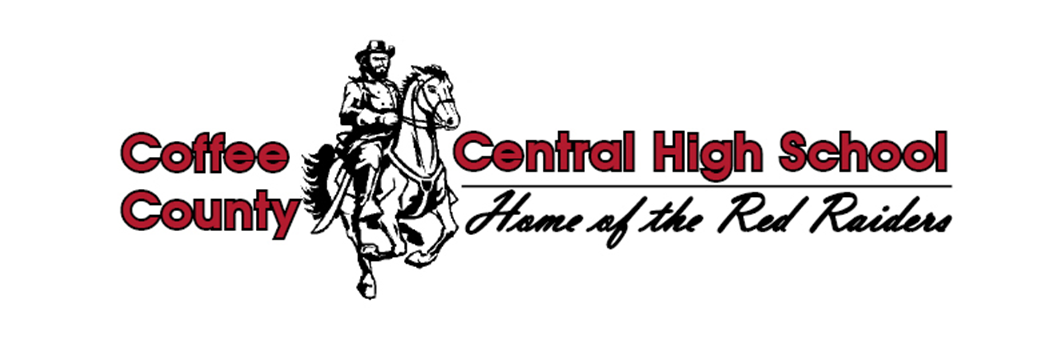 Coffee
County
Central High School
Home of the Red Raiders